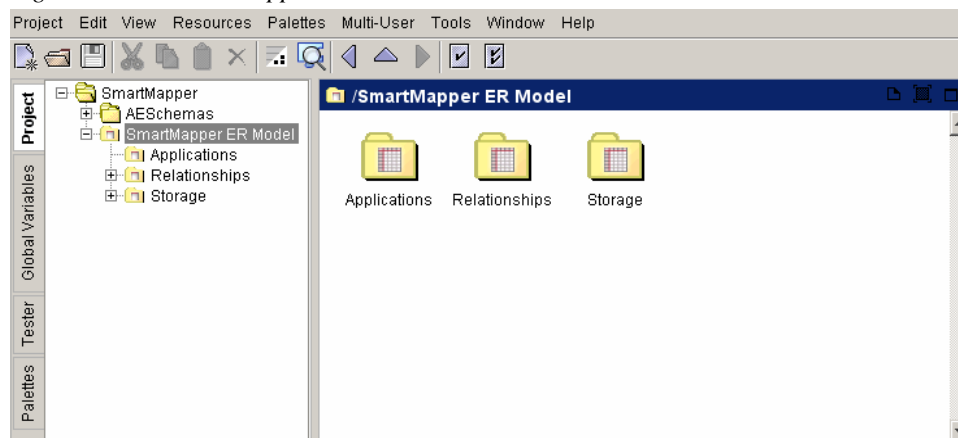 Project Edit View Resources Palettes Multi-User Tools Window Help
Project
Global Variables
Tester
Palettes
SmartMapper
AESchemas
SmartMapper ER Model
Applications
Relationships
Storage
/SmartMapper ER Model
Applications Relationships Storage